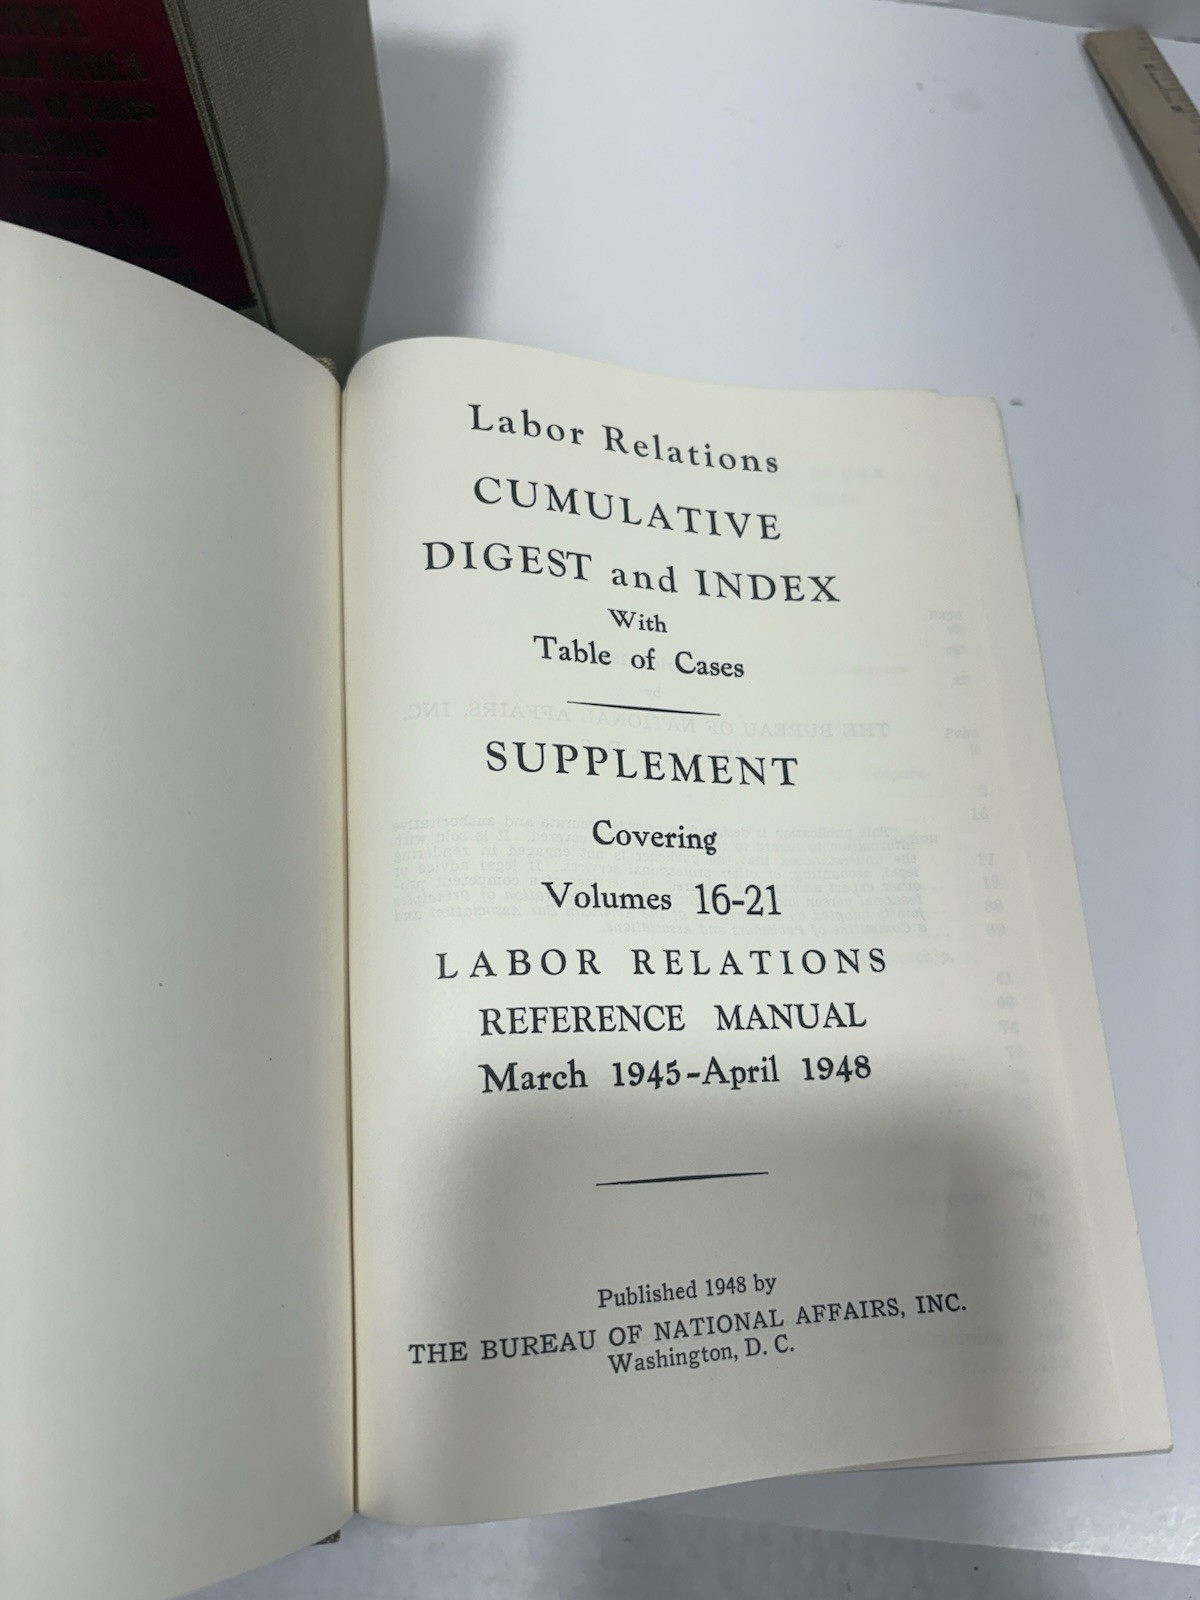 Labor Relations
CUMULATIVE
DIGEST and INDEX
With
Table of Cases
SUPPLEMENT
Covering
Volumes 16-21
LABOR RELATIONS
REFERENCE MANUAL
March 1945-April 1948
Published 1948 by
THE BUREAU OF NATIONAL AFFAIRS, INC.
Washington, D. C.